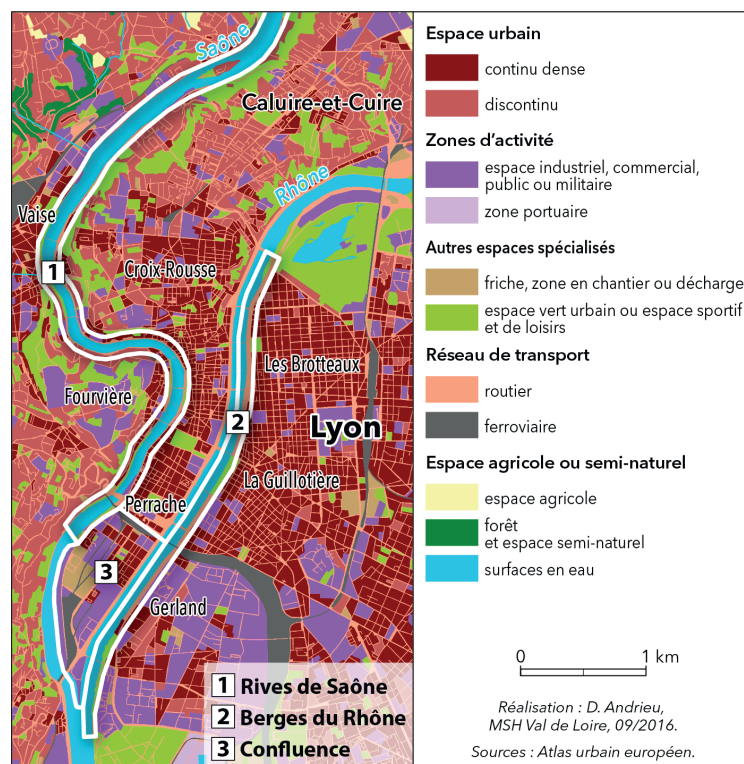 Saône
Caluire-et-Cuire
Rhône
Vaise
1
Croix-Rousse
Les Brotteaux
Fourvière
2
Lyon
La Guillotière
Perrache
3
Gerland
1 Rives de Saône
2 Berges du Rhône
3 Confluence
Espace urbain
continu dense
discontinu
Zones d’activité
espace industriel, commercial,
public ou militaire
zone portuaire
Autres espaces spécialisés
friche, zone en chantier ou décharge
espace vert urbain ou espace sportif
et de loisirs
Réseau de transport
routier
ferroviaire
Espace agricole ou semi-naturel
espace agricole
forêt
et espace semi-naturel
surfaces en eau
0 1 km
Réalisation : D. Andrieu,
MSH Val de Loire, 09/2016.
Sources : Atlas urbain européen.